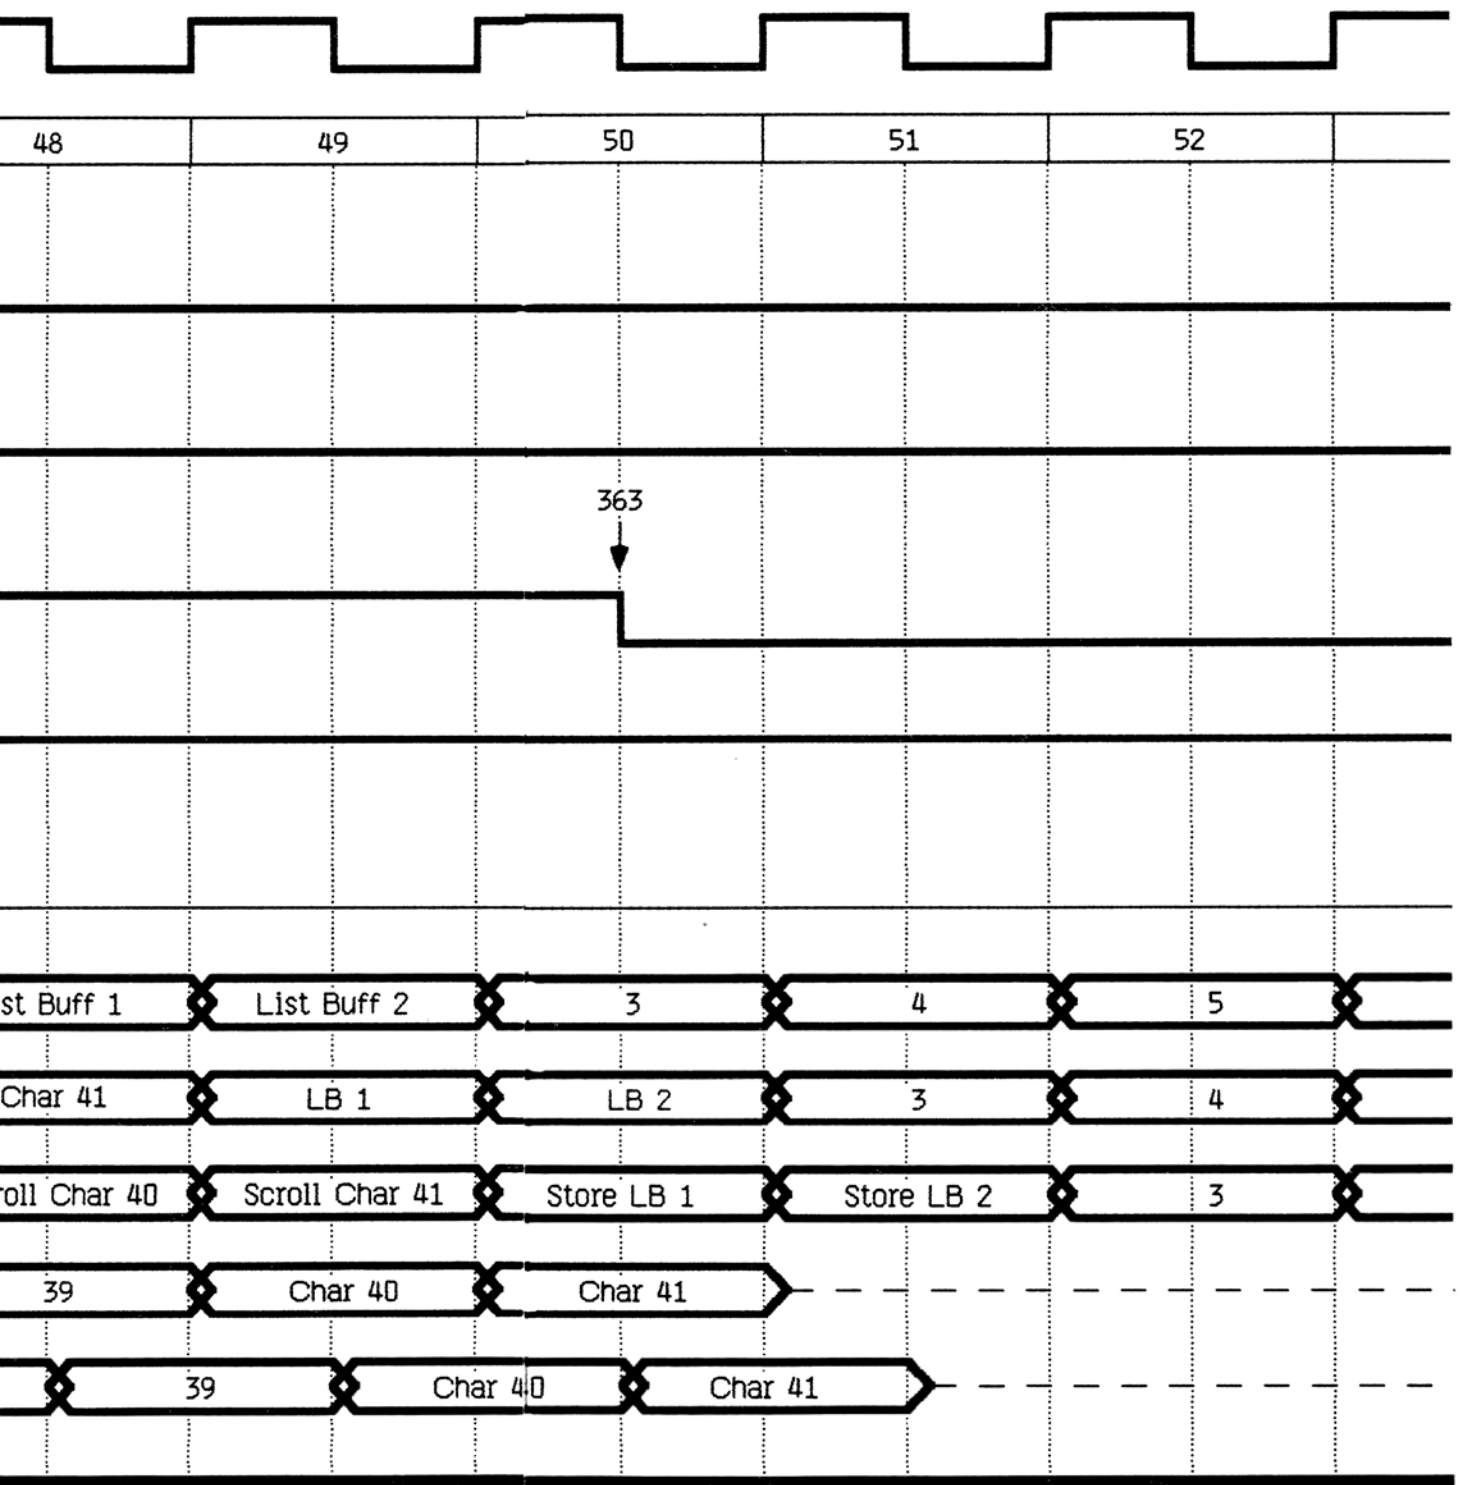 48 49 50 51 52
363
st Buff 1 List Buff 2 3 4 5
Char 41 LB 1 LB 2 3 4
roll Char 40 Scroll Char 41 Store LB 1 Store LB 2 3
39 Char 40 Char 41
39 Char 40 Char 41